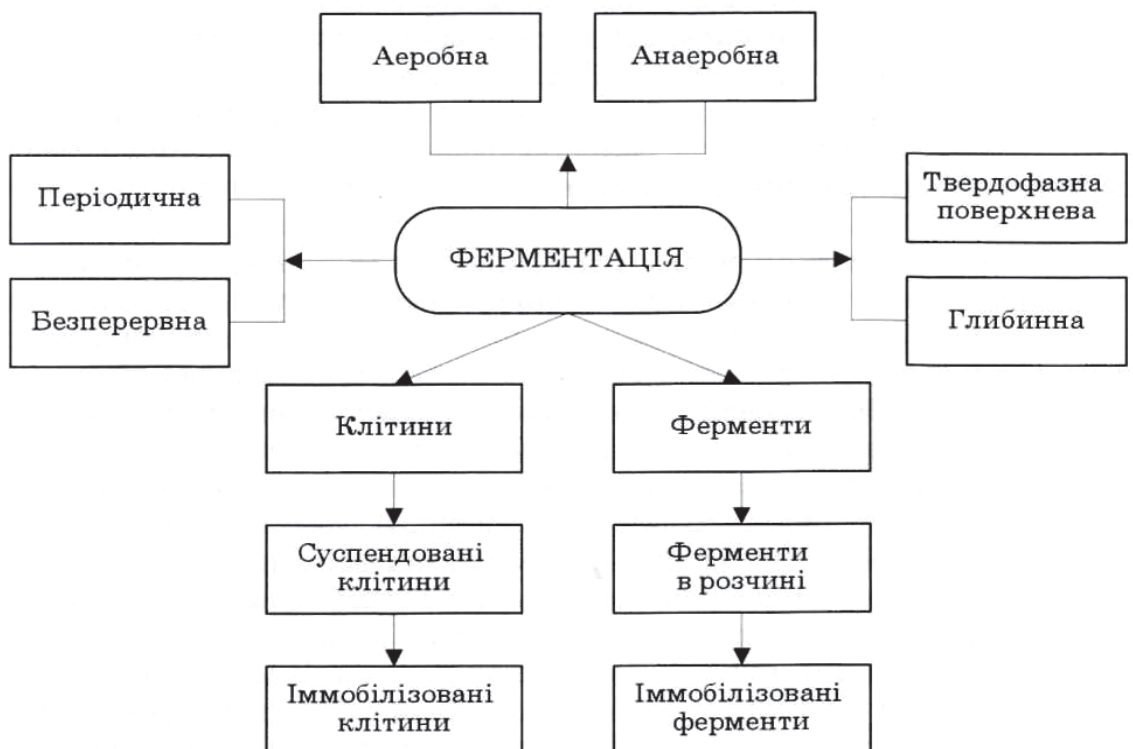 Аеробна
Анаеробна
Періодична
Твердофазна
поверхнева
ФЕРМЕНТАЦІЯ
Безперервна
Глибинна
Клітини
Ферменти
Суспендовані
клітини
Ферменти
в розчині
Іммобілізовані
клітини
Іммобілізовані
ферменти